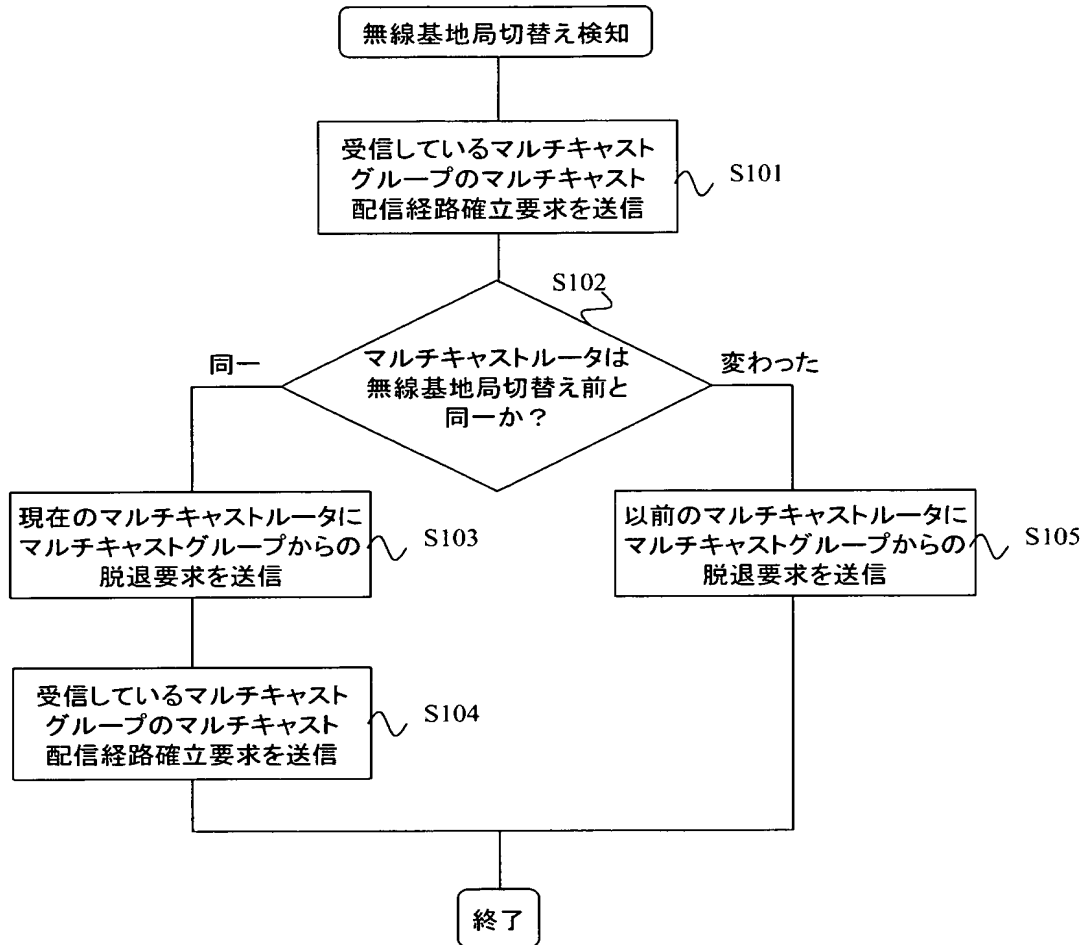 無線基地局切替え検知
受信しているマルチキャスト
グループのマルチキャスト
配信経路確立要求を送信
S101
S102
マルチキャストルータは
無線基地局切替え前と
同一か？
同一
変わった
現在のマルチキャストルータに
マルチキャストグループからの
脱退要求を送信
S103
以前のマルチキャストルータに
マルチキャストグループからの
脱退要求を送信
S105
受信しているマルチキャスト
グループのマルチキャスト
配信経路確立要求を送信
S104
終了